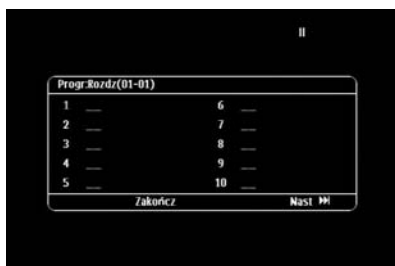 Progr:Rozdz(01-01)
1 __ 6 __
2 __ 7 __
3 __ 8 __
4 __ 9 __
5 __ 10 __
Zakończ Nast ⏭